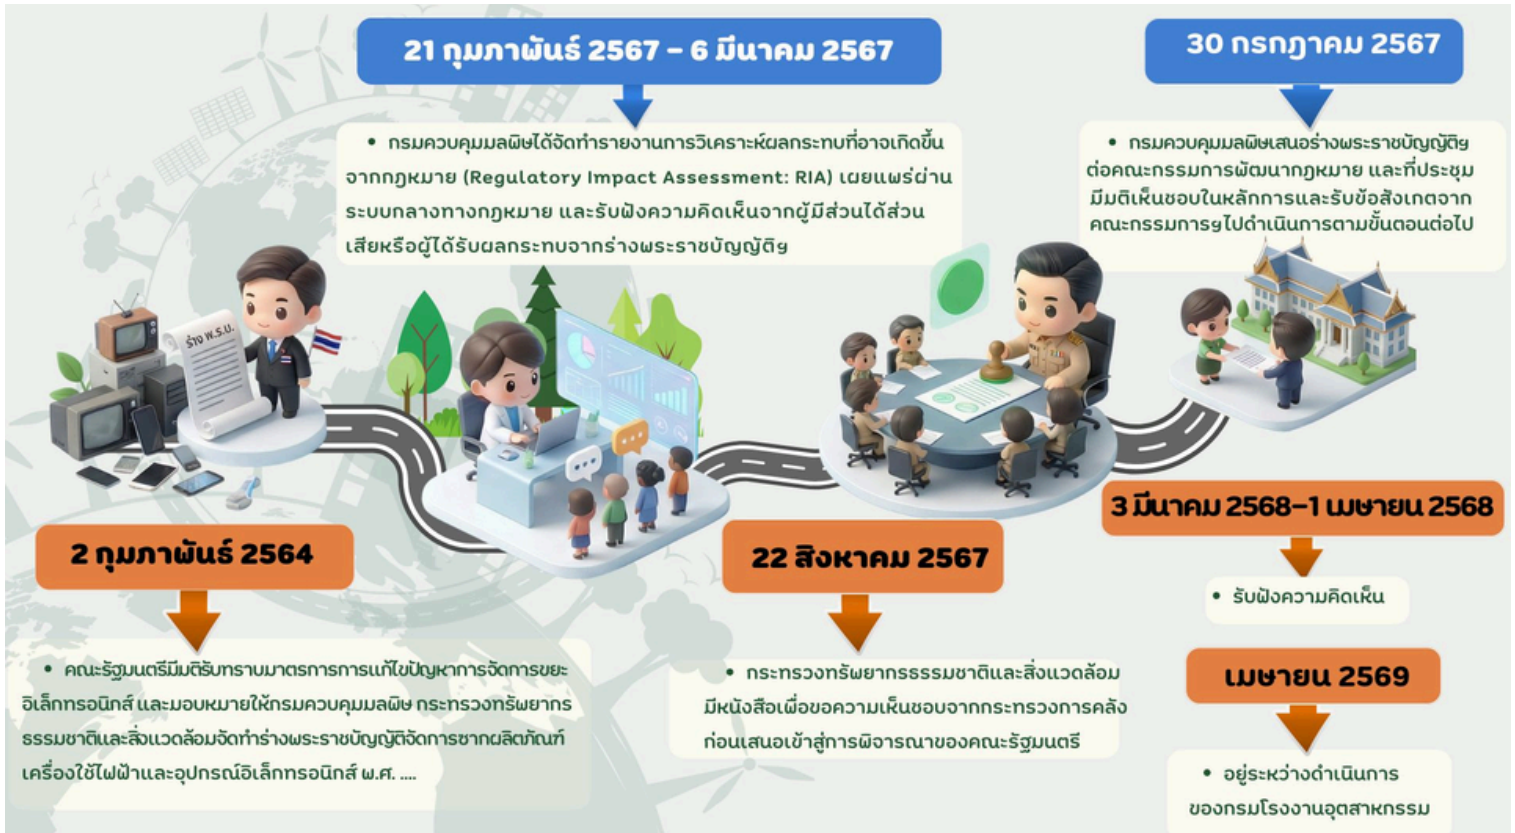 21 กุมภาพันธ์ 2567 – 6 มีนาคม 2567
• กรมควบคุมมลพิษได้จัดทำรายงานการวิเคราะห์ผลกระทบที่อาจเกิดขึ้น
จากกฎหมาย (Regulatory Impact Assessment: RIA) เผยแพร่ผ่าน
ระบบกลางทางกฎหมาย และรับฟังความคิดเห็นจากผู้มีส่วนได้ส่วน
เสียหรือผู้ได้รับผลกระทบจากร่างพระราชบัญญัติฯ
30 กรกฎาคม 2567
• กรมควบคุมมลพิษเสนอร่างพระราชบัญญัติฯ
ต่อคณะกรรมการพัฒนากฎหมาย และที่ประชุม
มีมติเห็นชอบในหลักการและรับข้อสังเกตจาก
คณะกรรมการฯไปดำเนินการตามขั้นตอนต่อไป
ร่าง พ.ร.บ.
2 กุมภาพันธ์ 2564
• คณะรัฐมนตรีมีมติรับทราบมาตรการการแก้ไขปัญหาการจัดการขยะ
อิเล็กทรอนิกส์ และมอบหมายให้กรมควบคุมมลพิษ กระทรวงทรัพยากร
ธรรมชาติและสิ่งแวดล้อมจัดทำร่างพระราชบัญญัติจัดการซากผลิตภัณฑ์
เครื่องใช้ไฟฟ้าและอุปกรณ์อิเล็กทรอนิกส์ พ.ศ. ....
22 สิงหาคม 2567
• กระทรวงทรัพยากรธรรมชาติและสิ่งแวดล้อม
มีหนังสือเพื่อขอความเห็นชอบจากกระทรวงการคลัง
ก่อนเสนอเข้าสู่การพิจารณาของคณะรัฐมนตรี
3 มีนาคม 2568–1 เมษายน 2568
• รับฟังความคิดเห็น
เมษายน 2569
• อยู่ระหว่างดำเนินการ
ของกรมโรงงานอุตสาหกรรม